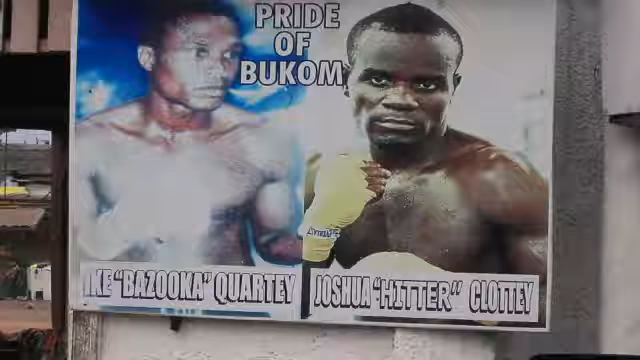 PRIDE
OF
BUKOM
IKE "BAZOOKA" QUARTEY
JOSHUA "HITTER" CLOTTEY